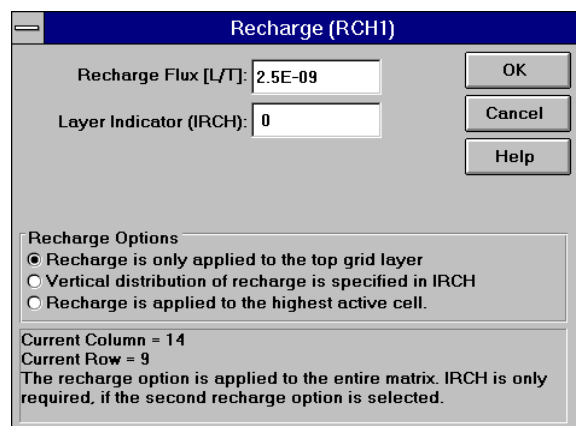 Recharge (RCH1)
Recharge Flux [L/T]: 2.5E-09
OK
Layer Indicator (IRCH): 0
Cancel
Help
Recharge Options
Recharge is only applied to the top grid layer
Vertical distribution of recharge is specified in IRCH
Recharge is applied to the highest active cell.
Current Column = 14
Current Row = 9
The recharge option is applied to the entire matrix. IRCH is only
required, if the second recharge option is selected.